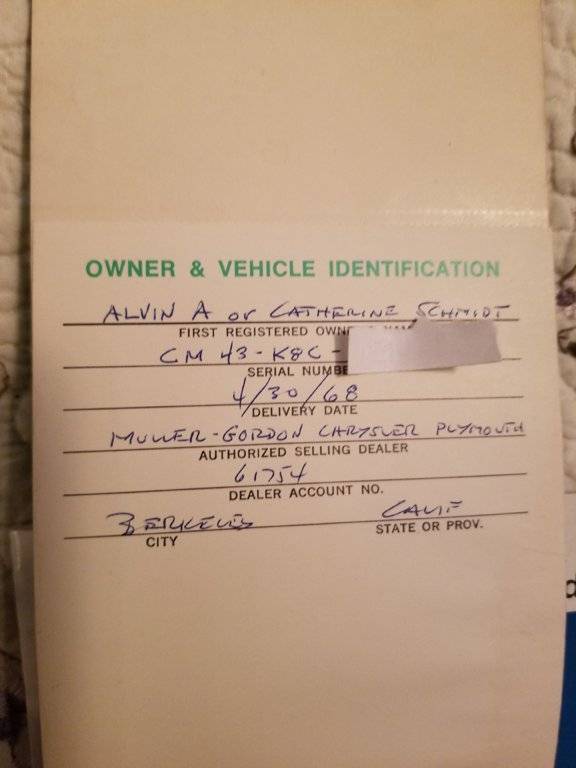 OWNER & VEHICLE IDENTIFICATION
ALVIN A or CATHERINE SCHMIDT
FIRST REGISTERED OWNE
CM 43-K8C-
SERIAL NUMBE
4/30/68
DELIVERY DATE
MULLER-GORDON CHRYSLER PLYMOUTH
AUTHORIZED SELLING DEALER
61754
DEALER ACCOUNT NO.
BERKELEY CALIF
CITY STATE OR PROV.
d